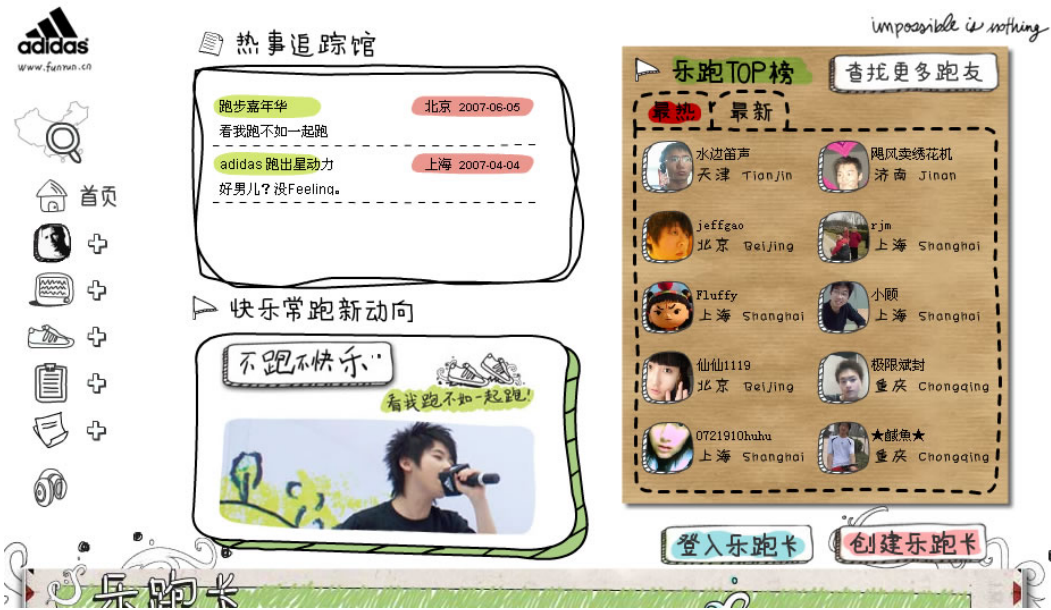 adidas
www.funrun.cn
首页
热事追踪馆
跑步嘉年华
北京 2007-06-05
看我跑不如一起跑
adidas 跑出星动力
上海 2007-04-04
好男儿？没Feeling。
快乐常跑新动向
不跑不快乐
看我跑不如一起跑!
impossible is nothing
乐跑TOP榜
查找更多跑友
最热
最新
水边笛声
天津 Tianjin
飓风卖绣花机
济南 Jinan
jeffgao
北京 Beijing
rjm
上海 Shanghai
Fluffy
上海 Shanghai
小顾
上海 Shanghai
仙仙1119
北京 Beijing
极限斌封
重庆 Chongqing
0721910huhu
上海 Shanghai
★鹹魚★
重庆 Chongqing
登入乐跑卡
创建乐跑卡
乐跑卡